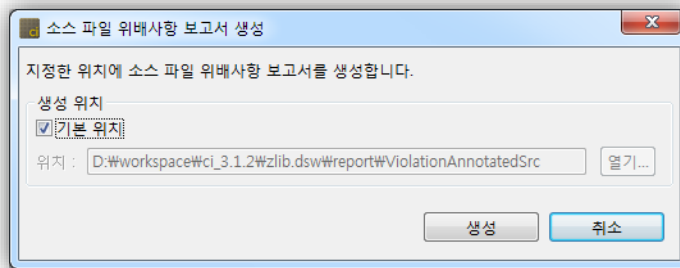 ci 소스 파일 위배사항 보고서 생성
지정한 위치에 소스 파일 위배사항 보고서를 생성합니다.
생성 위치
기본 위치
위치 : D:₩workspace₩ci_3.1.2₩zlib.dsw₩report₩ViolationAnnotatedSrc 열기...
생성 취소